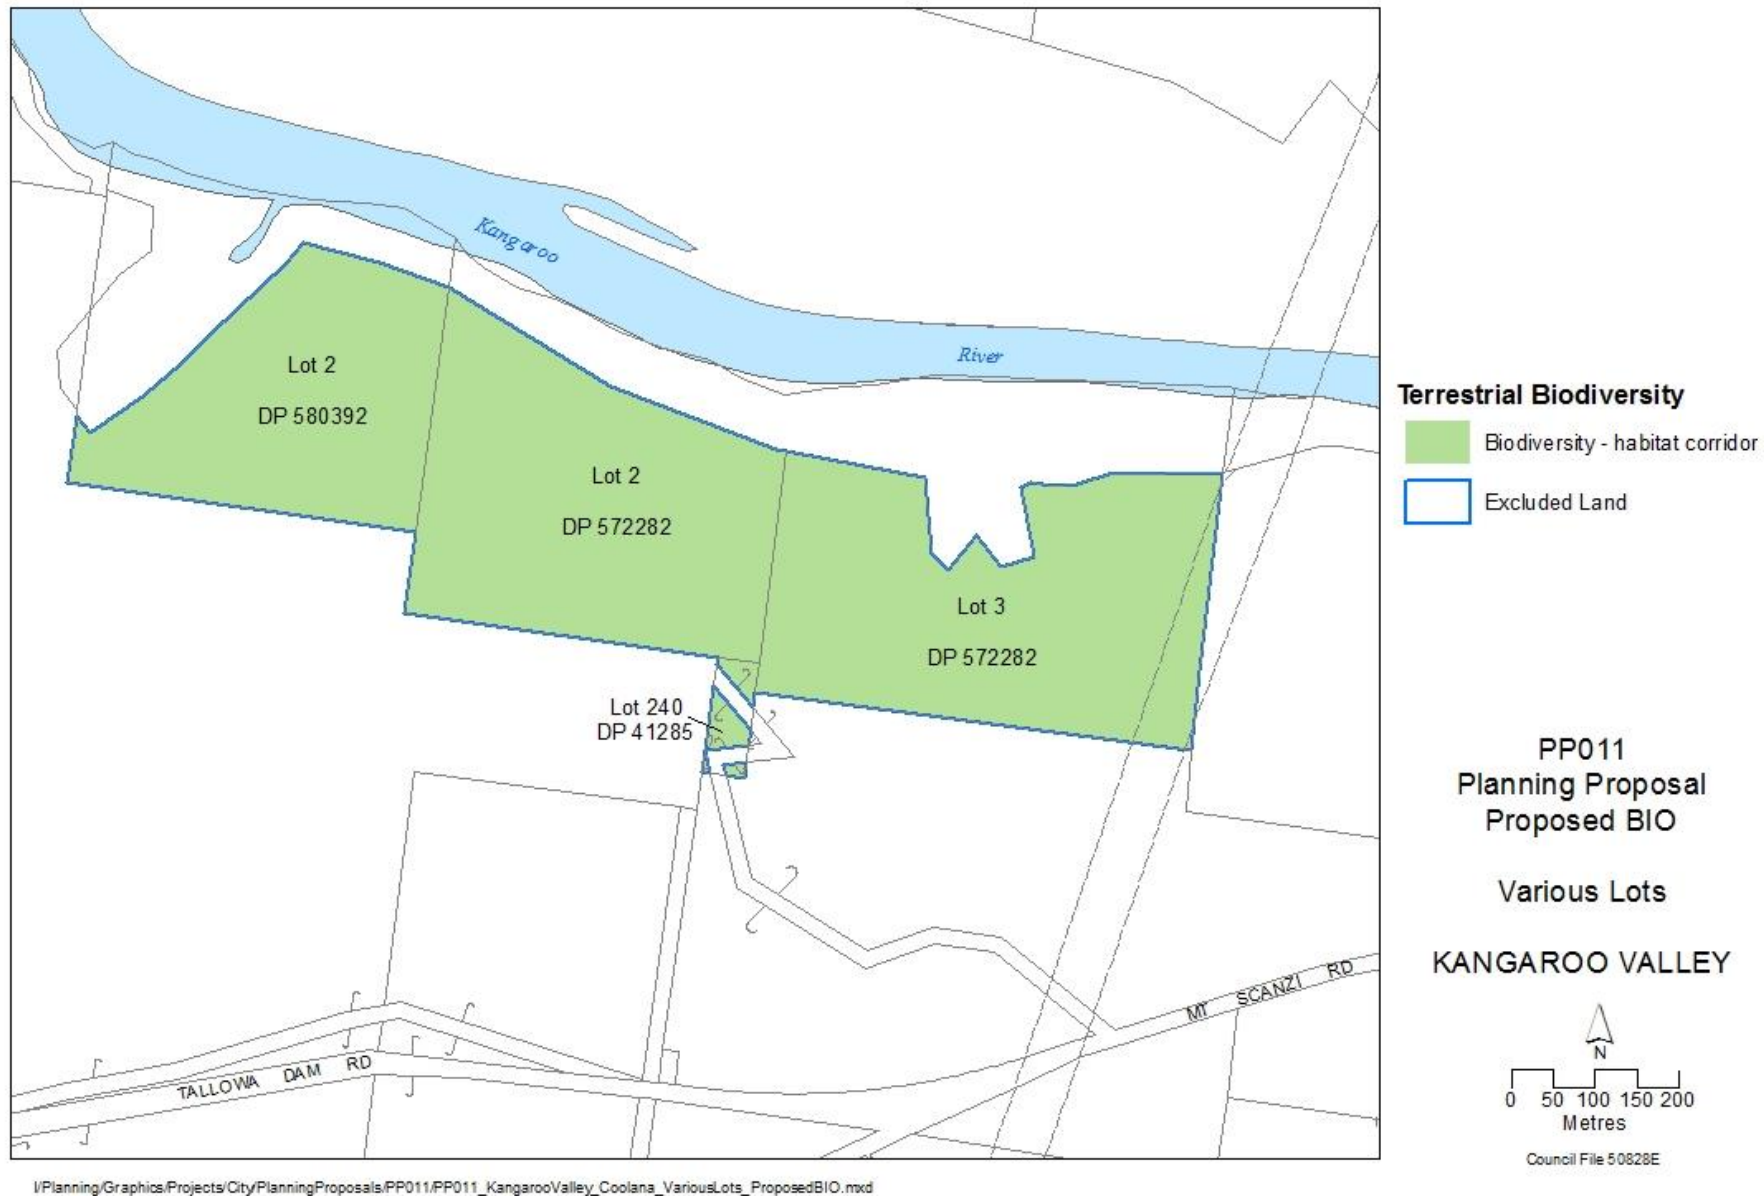 Kangaroo
River
Lot 2
DP 580392
Lot 2
DP 572282
Lot 3
DP 572282
Lot 240
DP 41285
TALLOWA DAM RD
MT SCANZI RD
Terrestrial Biodiversity
Biodiversity - habitat corridor
Excluded Land
PP011
Planning Proposal
Proposed BIO
Various Lots
KANGAROO VALLEY
N
0 50 100 150 200
Metres
Council File 50828E
I/Planning/Graphics/Projects/City/PlanningProposals/PP011/PP011_KangarooValley_Coolana_VariousLots_ProposedBIO.mxd